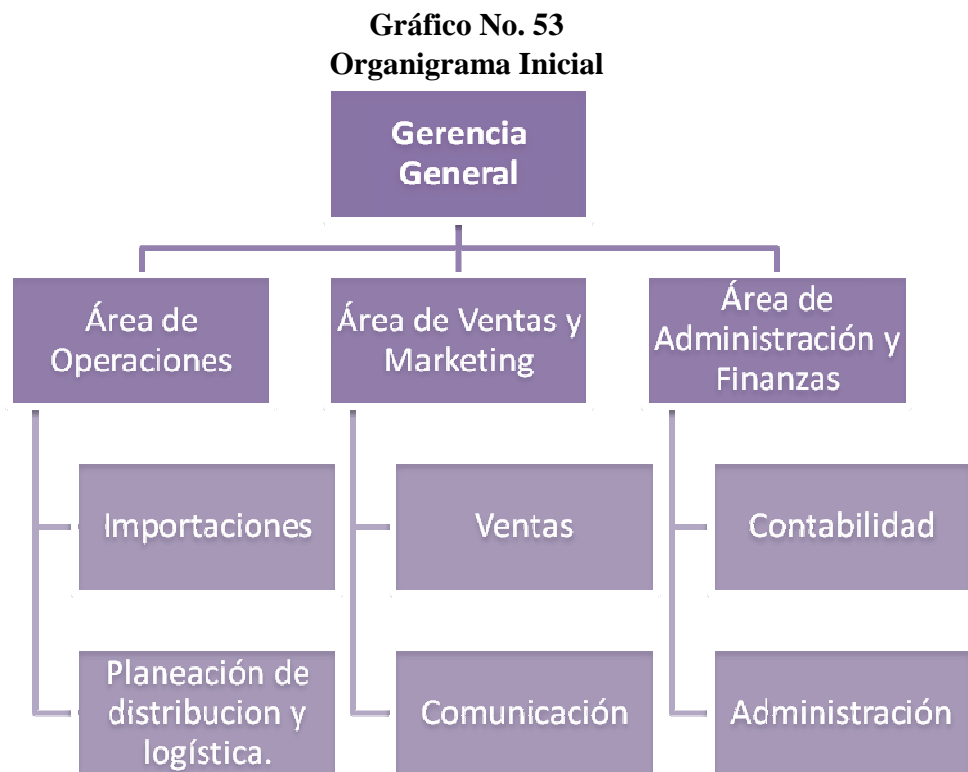 Gráfico No. 53
Organigrama Inicial
Gerencia
General
Área de
Operaciones
Área de Ventas y
Marketing
Área de
Administración y
Finanzas
Importaciones
Ventas
Contabilidad
Planeación de
distribucion y
logística.
Comunicación
Administración